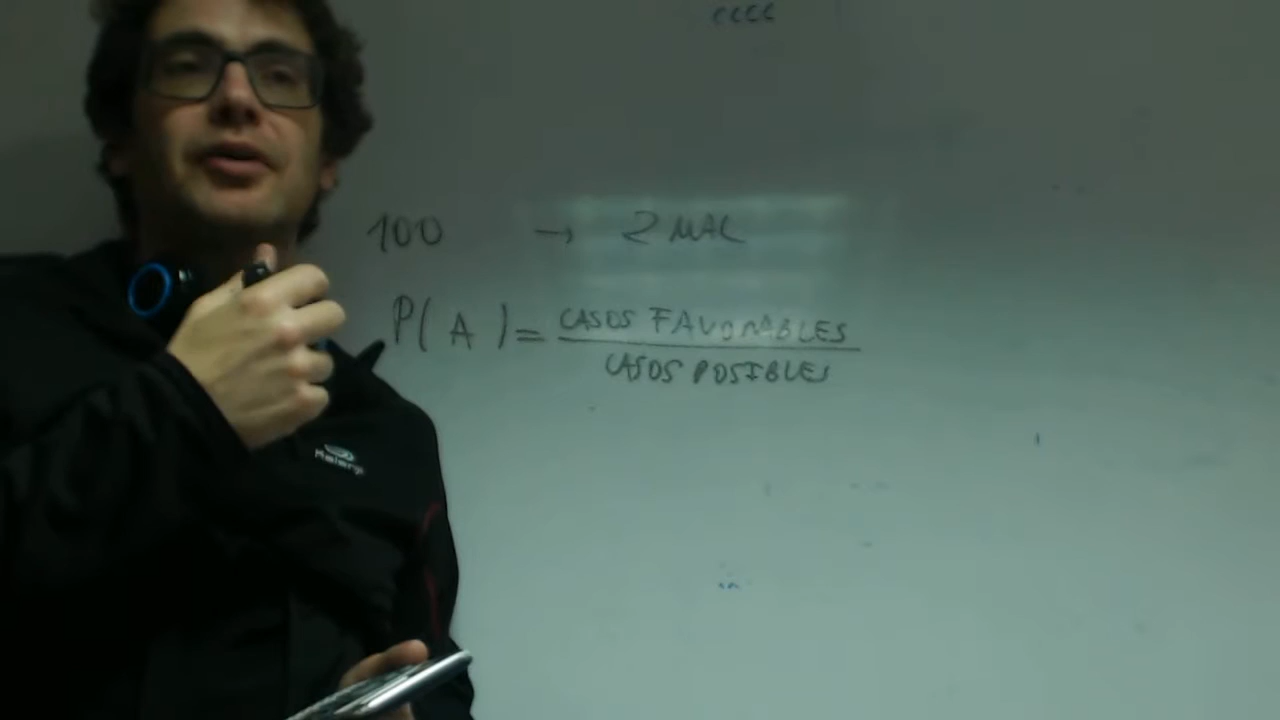 100 → 2 MAL
P( A ) = CASOS FAVORABLES
CASOS POSIBLES